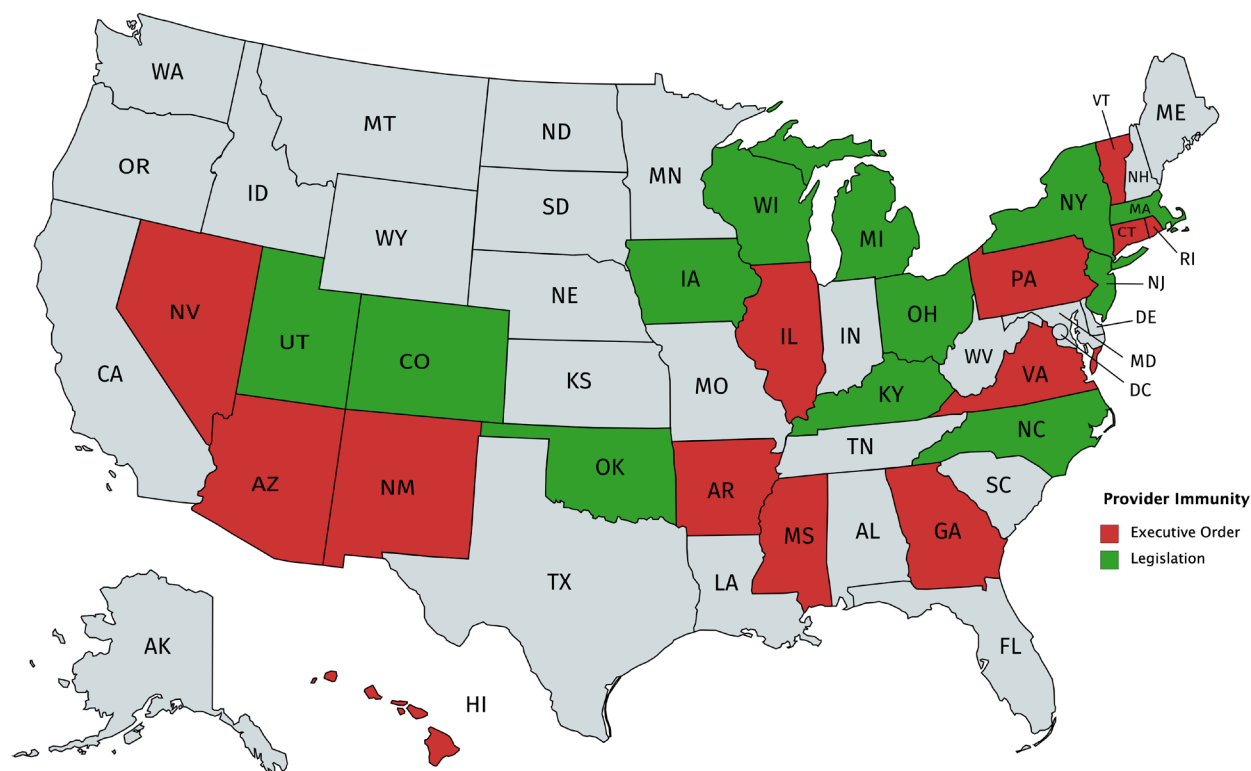 WA
MT
ND
MN
VT
ME
OR
ID
SD
WI
NH
NY
MA
WY
MI
CT
RI
IA
PA
NJ
NE
NV
OH
DE
UT
IL
IN
CO
WV
MD
CA
KS
MO
VA
DC
KY
NC
TN
OK
AZ
NM
AR
SC
Provider Immunity
MS
AL
GA
Executive Order
Legislation
TX
LA
AK
FL
HI